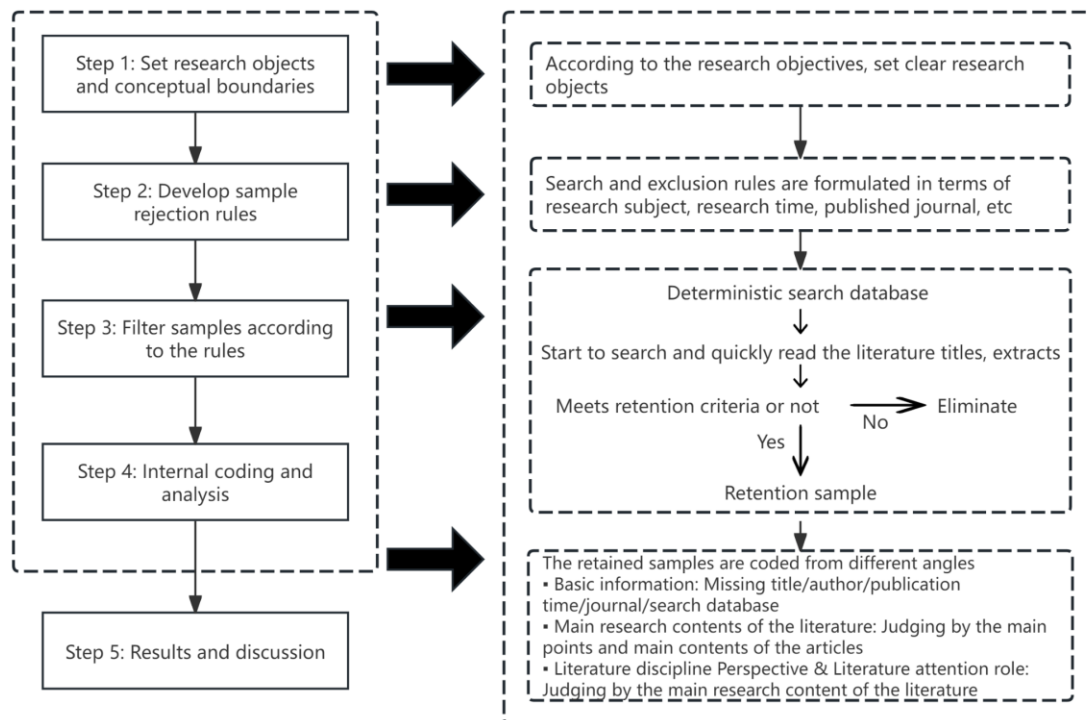 Step 1: Set research objects
and conceptual boundaries
Step 2: Develop sample
rejection rules
Step 3: Filter samples according
to the rules
Step 4: Internal coding and
analysis
Step 5: Results and discussion
According to the research objectives, set clear research
objects
Search and exclusion rules are formulated in terms of
research subject, research time, published journal, etc
Deterministic search database
Start to search and quickly read the literature titles, extracts
Meets retention criteria or not
No
Eliminate
Yes
Retention sample
The retained samples are coded from different angles
▪ Basic information: Missing title/author/publication
time/journal/search database
▪ Main research contents of the literature: Judging by the main
points and main contents of the articles
▪ Literature discipline Perspective & Literature attention role:
Judging by the main research content of the literature